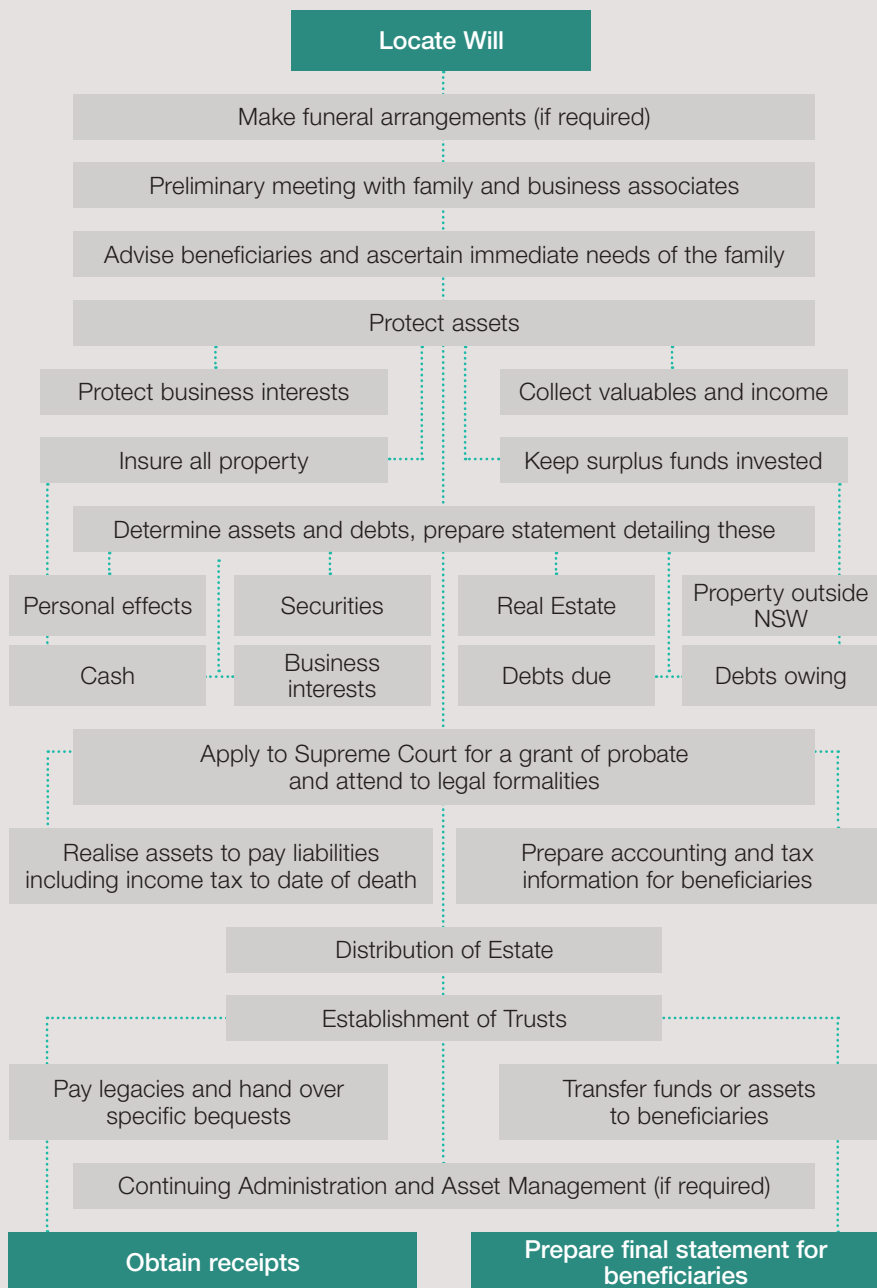 Locate Will
Make funeral arrangements (if required)
Preliminary meeting with family and business associates
Advise beneficiaries and ascertain immediate needs of the family
Protect assets
Protect business interests
Collect valuables and income
Insure all property
Keep surplus funds invested
Determine assets and debts, prepare statement detailing these
Personal effects
Securities
Real Estate
Property outside
NSW
Cash
Business
interests
Debts due
Debts owing
Apply to Supreme Court for a grant of probate
and attend to legal formalities
Realise assets to pay liabilities
including income tax to date of death
Prepare accounting and tax
information for beneficiaries
Distribution of Estate
Establishment of Trusts
Pay legacies and hand over
specific bequests
Transfer funds or assets
to beneficiaries
Continuing Administration and Asset Management (if required)
Obtain receipts
Prepare final statement for
beneficiaries